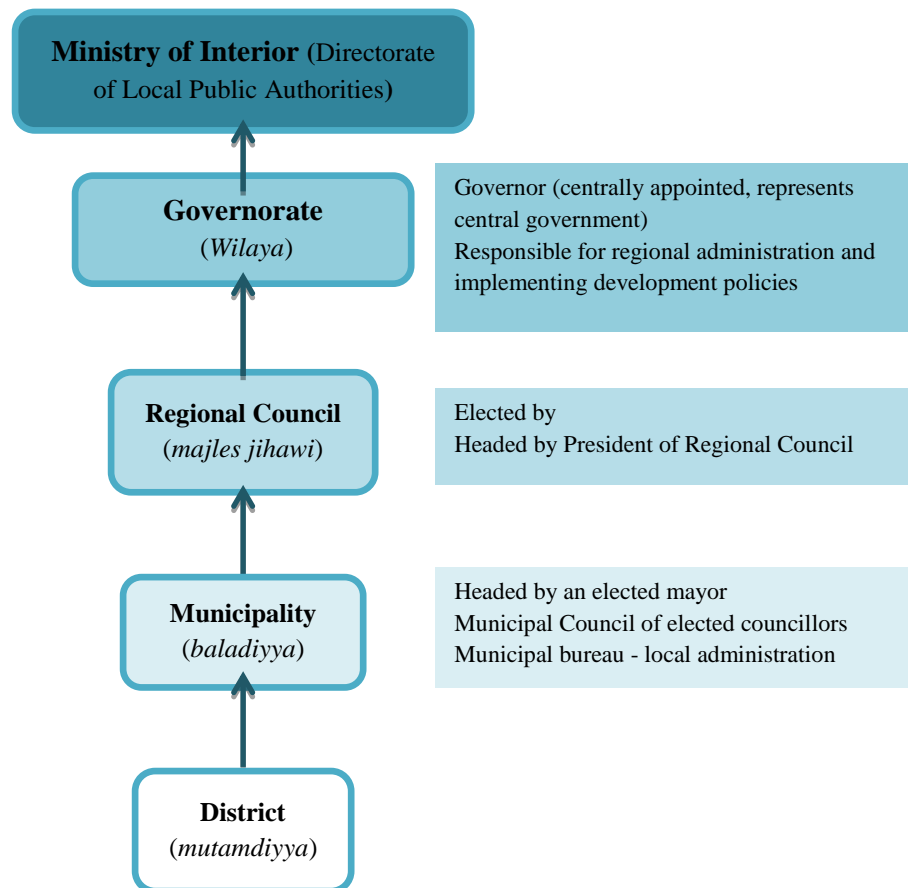 Ministry of Interior (Directorate
of Local Public Authorities)
Governorate
(Wilaya)
Governor (centrally appointed, represents
central government)
Responsible for regional administration and
implementing development policies
Regional Council
(majles jihawi)
Elected by
Headed by President of Regional Council
Municipality
(baladiyya)
Headed by an elected mayor
Municipal Council of elected councillors
Municipal bureau - local administration
District
(mutamdiyya)